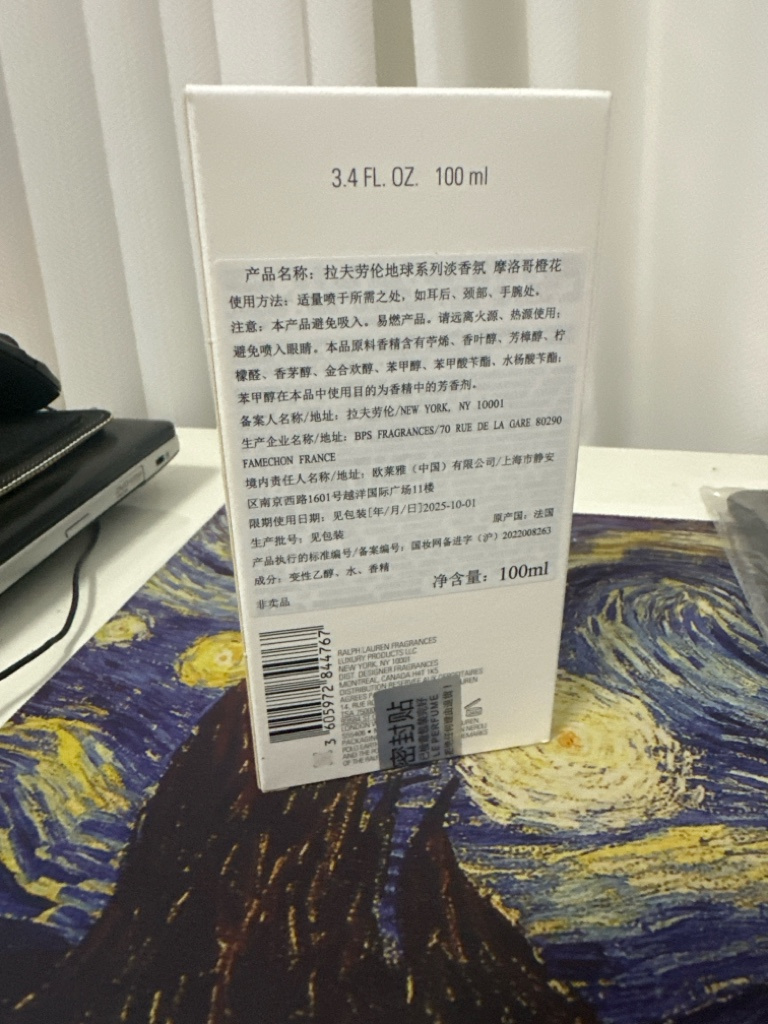 3.4 FL. OZ. 100 ml
产品名称：拉夫劳伦地球系列淡香氛 摩洛哥橙花
使用方法：适量喷于所需之处，如耳后、颈部、手腕处。
注意：本产品避免吸入。易燃产品。请远离火源、热源使用；
避免喷入眼睛。本品原料香精含有苧烯、香叶醇、芳樟醇、柠
檬醛、香茅醇、金合欢醇、苯甲醇、苯甲酸苄酯、水杨酸苄酯；
苯甲醇在本品中使用目的为香精中的芳香剂。
备案人名称/地址：拉夫劳伦/NEW YORK, NY 10001
生产企业名称/地址：BPS FRAGRANCES/70 RUE DE LA GARE 80290
FAMECHON FRANCE
境内责任人名称/地址：欧莱雅（中国）有限公司/上海市静安
区南京西路1601号越洋国际广场11楼
限期使用日期：见包装[年/月/日]2025-10-01
生产批号：见包装 原产国：法国
产品执行的标准编号/备案编号：国妆网备进字（沪）2022008263
成分：变性乙醇、水、香精
净含量：100ml
非卖品
3 605972 844767
RALPH LAUREN FRAGRANCES
LUXURY PRODUCTS LLC
NEW YORK, NY 10001
DIST. DESIGNER FRAGRANCES
MONTREAL, CANADA H4T 1K5
密封贴